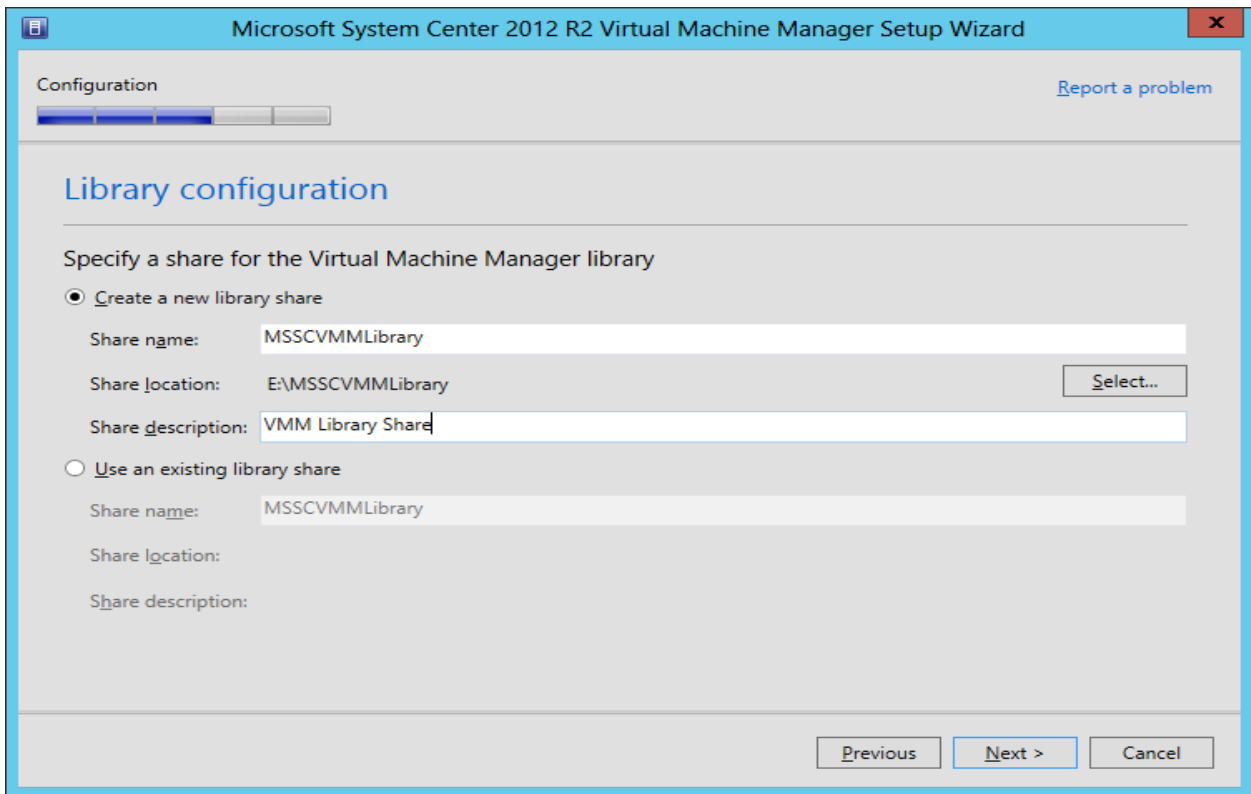 Microsoft System Center 2012 R2 Virtual Machine Manager Setup Wizard
x
Configuration
Report a problem
Library configuration
Specify a share for the Virtual Machine Manager library
Create a new library share
Share name: MSSCVMMLibrary
Share location: E:\MSSCVMMLibrary Select...
Share description: VMM Library Share
Use an existing library share
Share name: MSSCVMMLibrary
Share location:
Share description:
Previous Next > Cancel